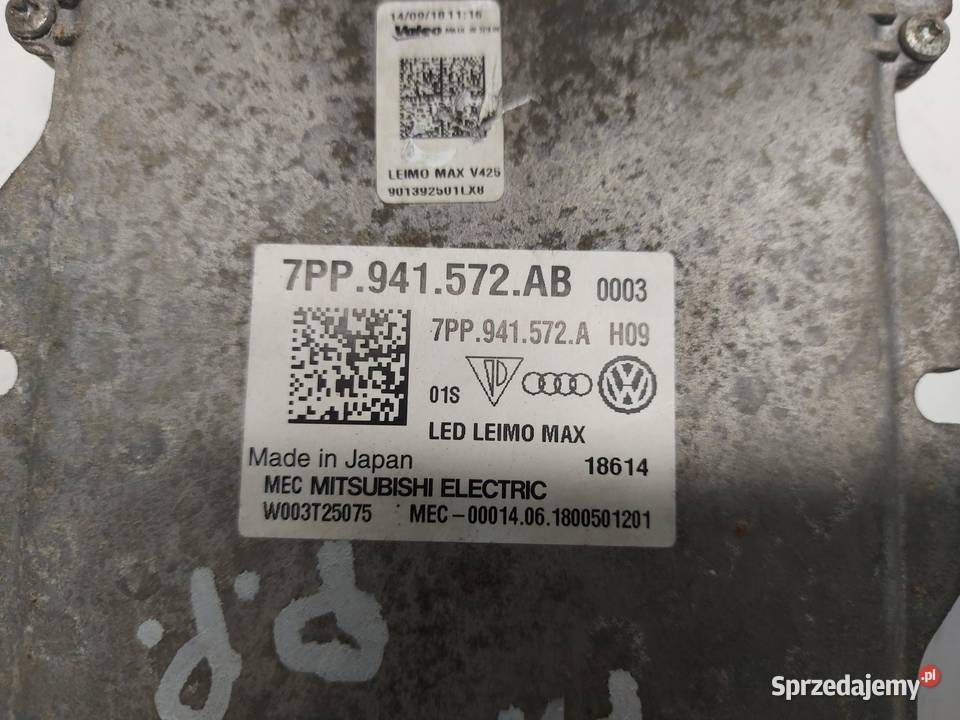 14/09/18 11:16
Valeo
LEIMO MAX V425
901392501LX8
7PP.941.572.AB 0003
7PP.941.572.A H09
01S
LED LEIMO MAX
Made in Japan 18614
MEC MITSUBISHI ELECTRIC
W003T25075 MEC-00014.06.1800501201
P.P.
Sprzedajemy.pl